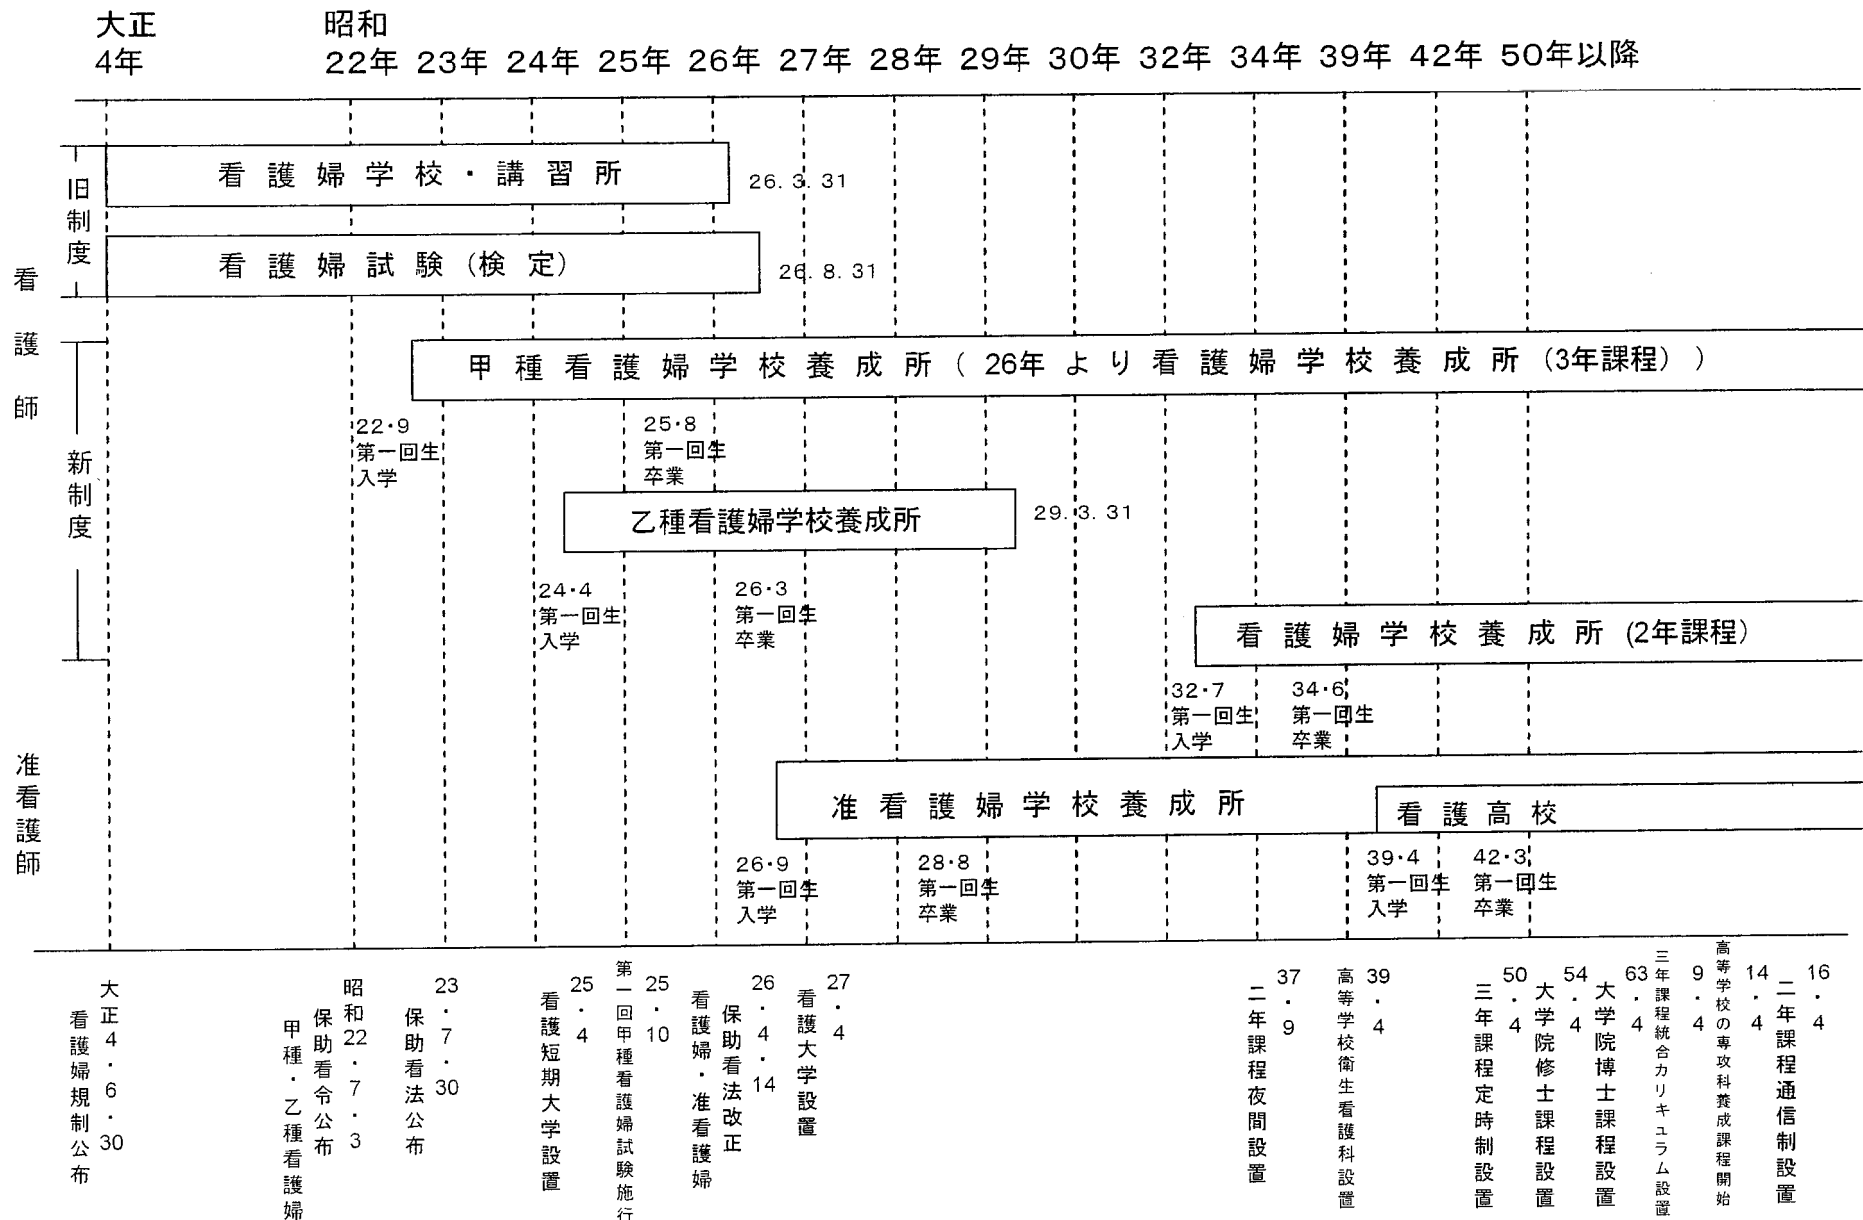 大正
4年
昭和
22年 23年 24年 25年 26年 27年 28年 29年 30年 32年 34年 39年 42年 50年以降
看護師
旧制度
看護婦学校・講習所
26.3.31
看護婦試験(検定)
26.8.31
新制度
甲種看護婦学校養成所(26年より看護婦学校養成所(3年課程))
22・9
第一回生
入学
25・8
第一回生
卒業
乙種看護婦学校養成所
29.3.31
24・4
第一回生
入学
26・3
第一回生
卒業
看護婦学校養成所(2年課程)
32・7
第一回生
入学
34・6
第一回生
卒業
准看護師
准看護婦学校養成所
看護高校
26・9
第一回生
入学
28・8
第一回生
卒業
39・4
第一回生
入学
42・3
第一回生
卒業
大正4・6・30
看護婦規制公布
昭和22・7・3
保助看令公布
甲種・乙種看護婦
23・7・30
保助看法公布
25・4
看護短期大学設置
25・10
第一回甲種看護婦試験施行
26・4・14
保助看法改正
看護婦・准看護婦
27・4
看護大学設置
37・9
二年課程夜間設置
39・4
高等学校衛生看護科設置
50・4
三年課程定時制設置
54・4
大学院修士課程設置
63・4
大学院博士課程設置
9・4
三年課程統合カリキュラム設置
14・4
高等学校の専攻科養成課程開始
16・4
二年課程通信制設置